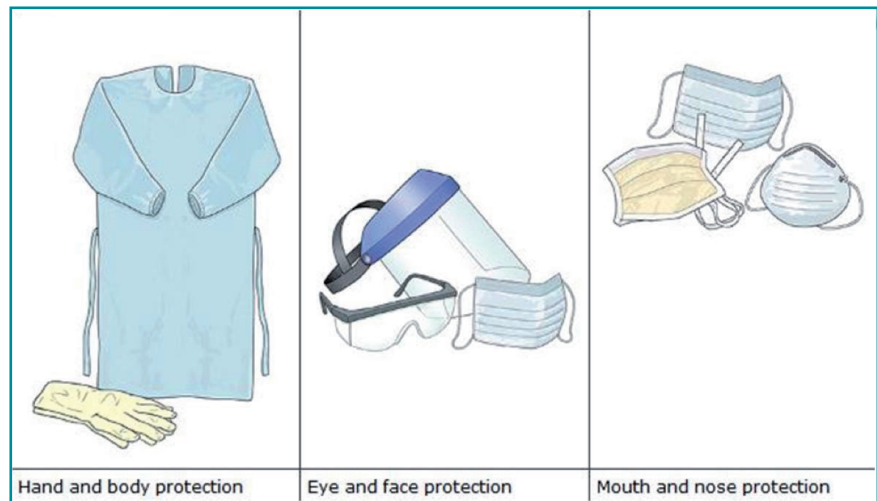 Hand and body protection
Eye and face protection
Mouth and nose protection